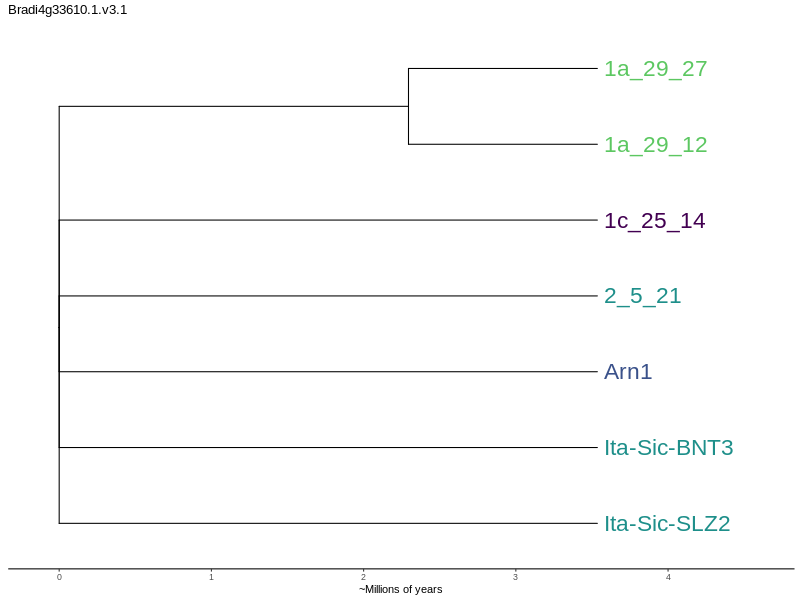 Bradi4g33610.1.v3.1
1a_29_27
1a_29_12
1c_25_14
2_5_21
Arn1
Ita-Sic-BNT3
Ita-Sic-SLZ2
0 1 2 3 4
~Millions of years